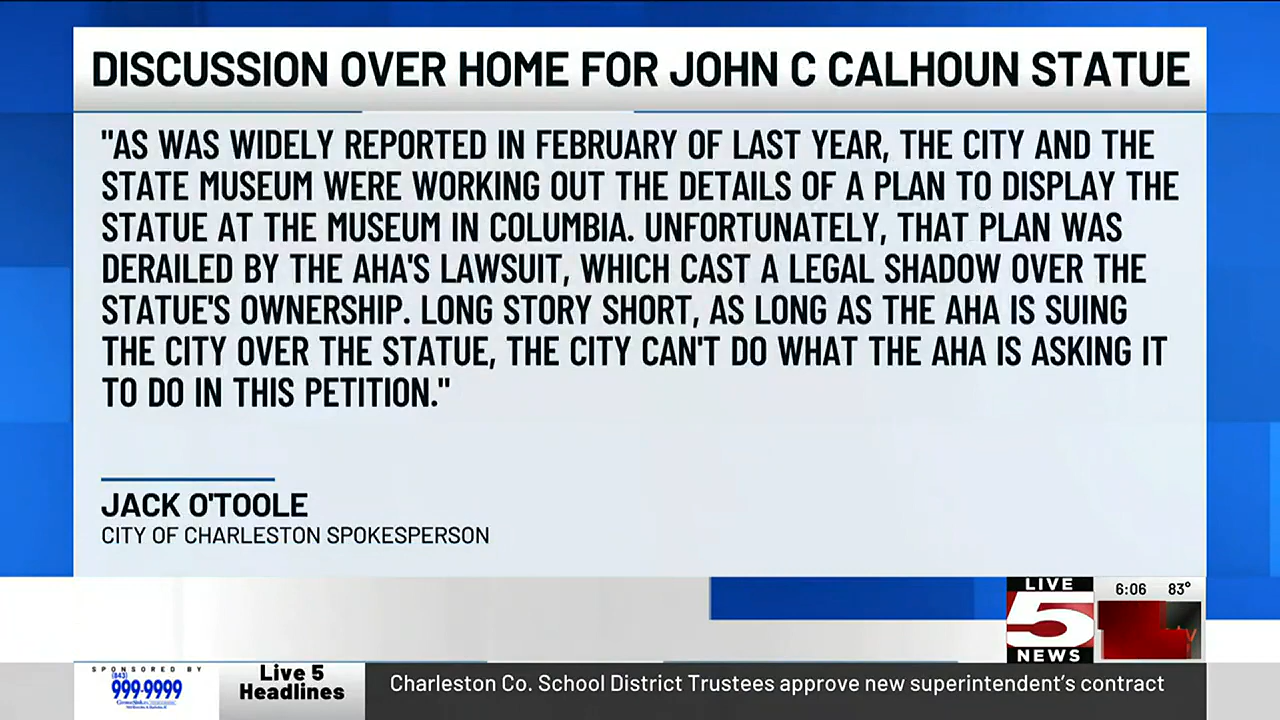 DISCUSSION OVER HOME FOR JOHN C CALHOUN STATUE
"AS WAS WIDELY REPORTED IN FEBRUARY OF LAST YEAR, THE CITY AND THE
STATE MUSEUM WERE WORKING OUT THE DETAILS OF A PLAN TO DISPLAY THE
STATUE AT THE MUSEUM IN COLUMBIA. UNFORTUNATELY, THAT PLAN WAS
DERAILED BY THE AHA'S LAWSUIT, WHICH CAST A LEGAL SHADOW OVER THE
STATUE'S OWNERSHIP. LONG STORY SHORT, AS LONG AS THE AHA IS SUING
THE CITY OVER THE STATUE, THE CITY CAN'T DO WHAT THE AHA IS ASKING IT
TO DO IN THIS PETITION."
JACK O'TOOLE
CITY OF CHARLESTON SPOKESPERSON
LIVE
5
NEWS
6:06 83°
SPONSORED BY
(843)
999-9999
Live 5
Headlines
Charleston Co. School District Trustees approve new superintendent's contract